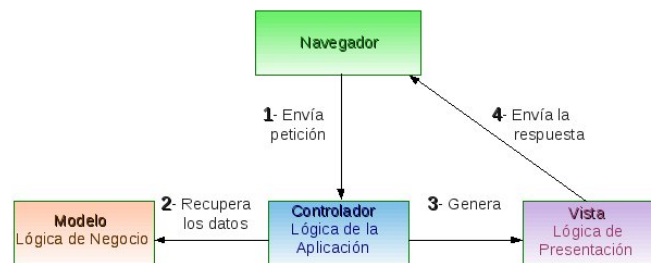 Navegador
1- Envía
petición
4- Envía la
respuesta
2- Recupera
los datos
3- Genera
Modelo
Lógica de Negocio
Controlador
Lógica de la
Aplicación
Vista
Lógica de
Presentación